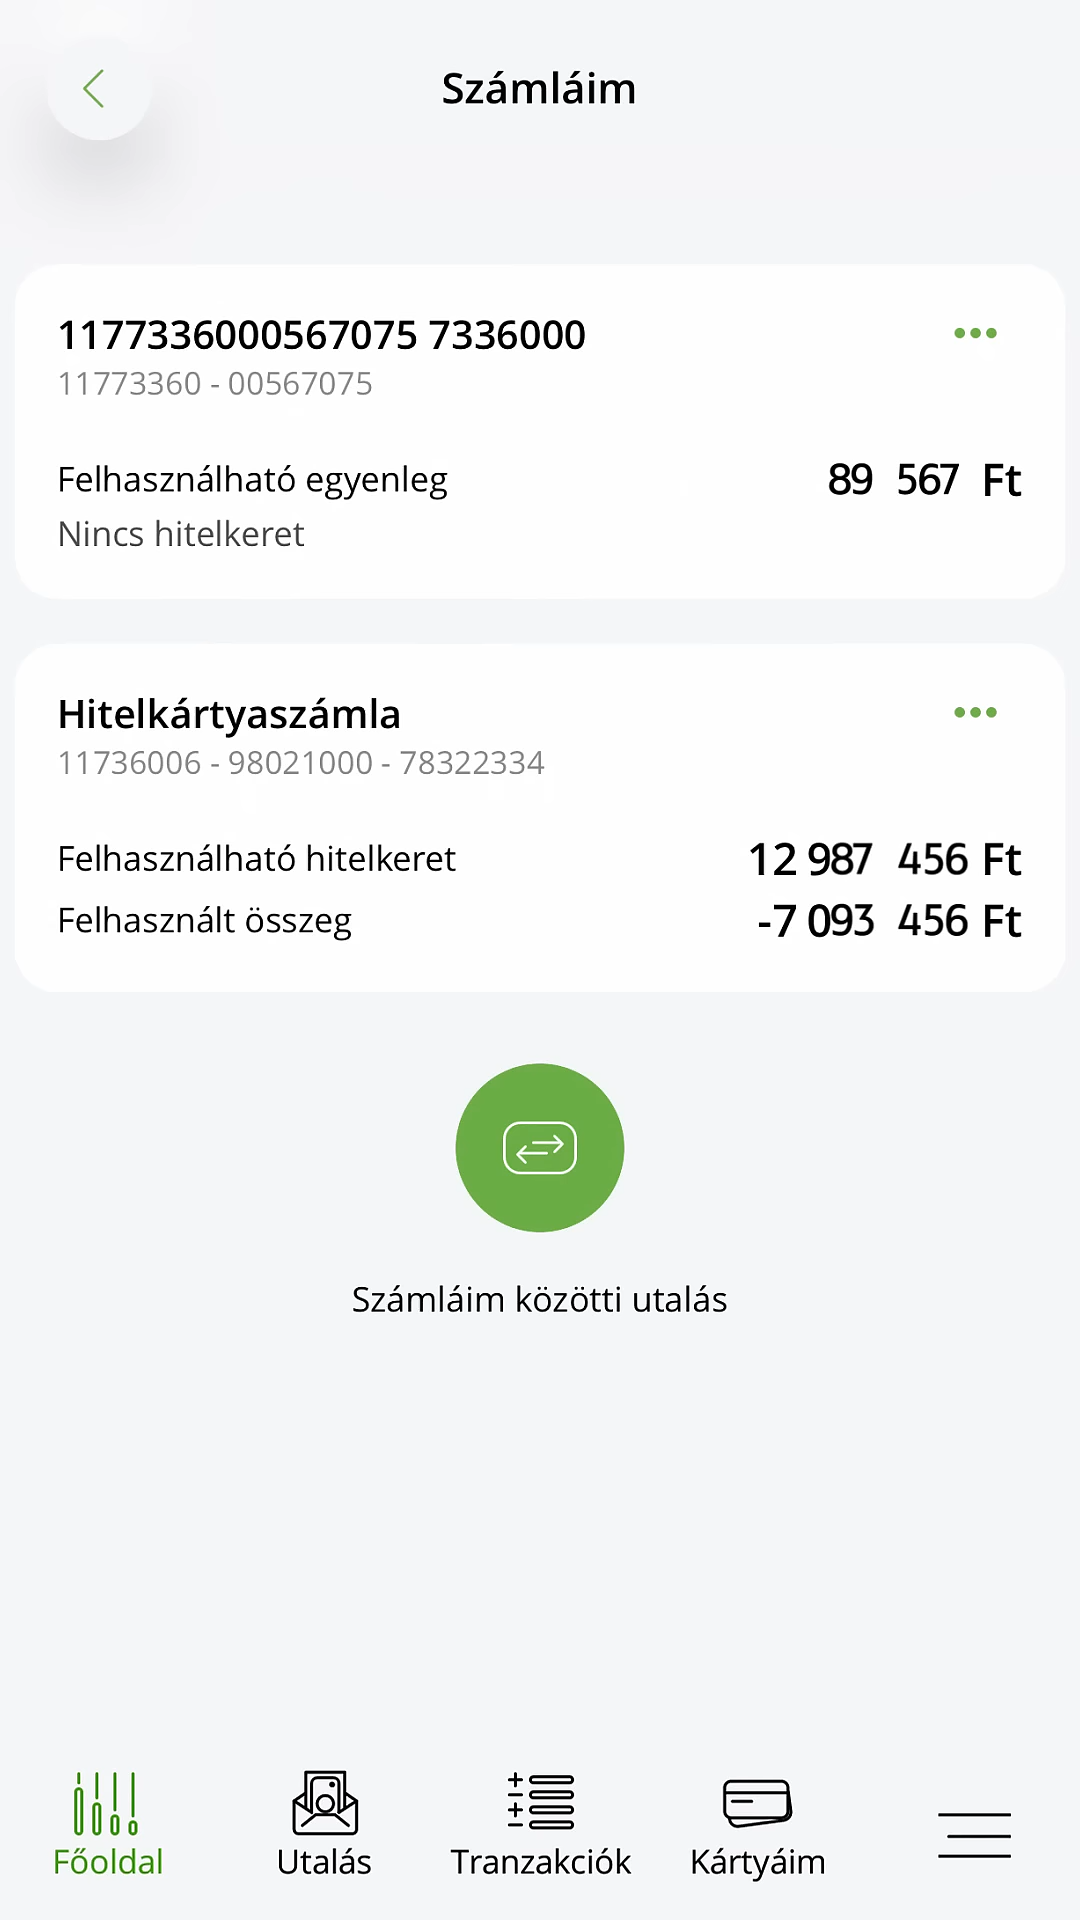 Számláim
1177336000567075 7336000
11773360 - 00567075
Felhasználható egyenleg 89 567 Ft
Nincs hitelkeret
Hitelkártyaszámla
11736006 - 98021000 - 78322334
Felhasználható hitelkeret 12 987 456 Ft
Felhasznált összeg -7 093 456 Ft
Számláim közötti utalás
Főoldal Utalás Tranzakciók Kártyáim